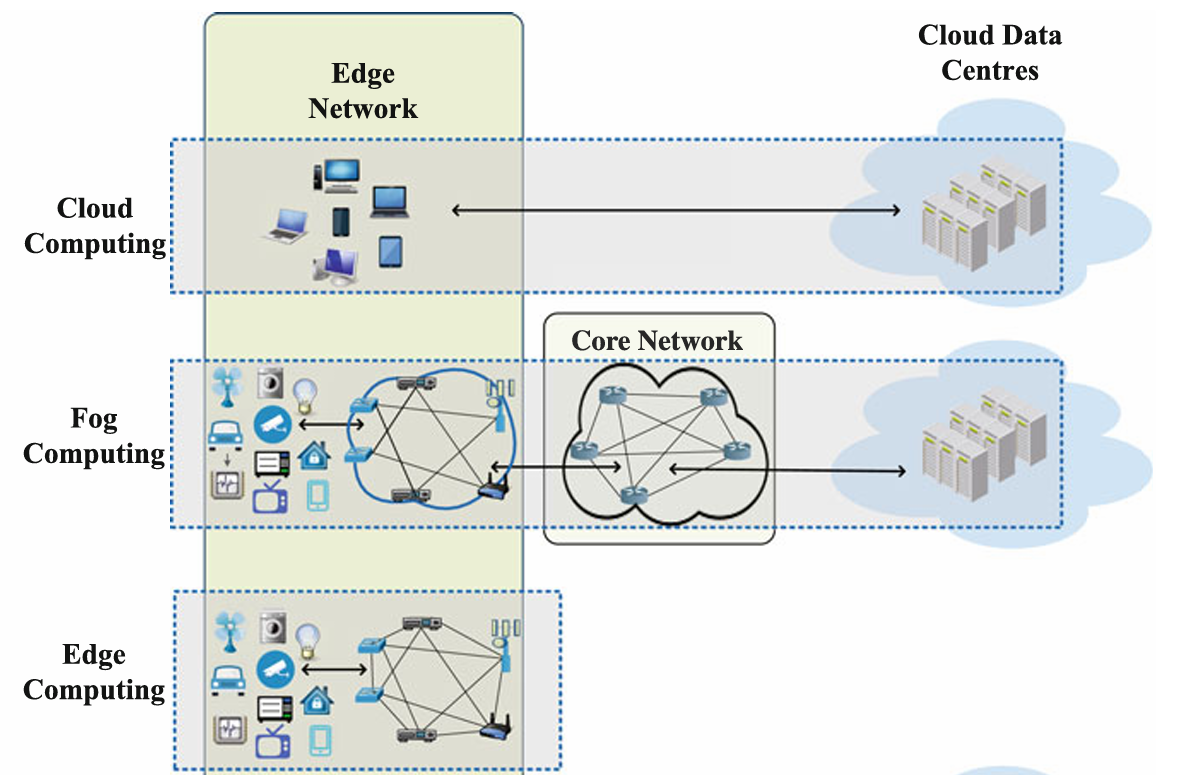 Edge
Network
Cloud Data
Centres
Cloud
Computing
Core Network
Fog
Computing
Edge
Computing